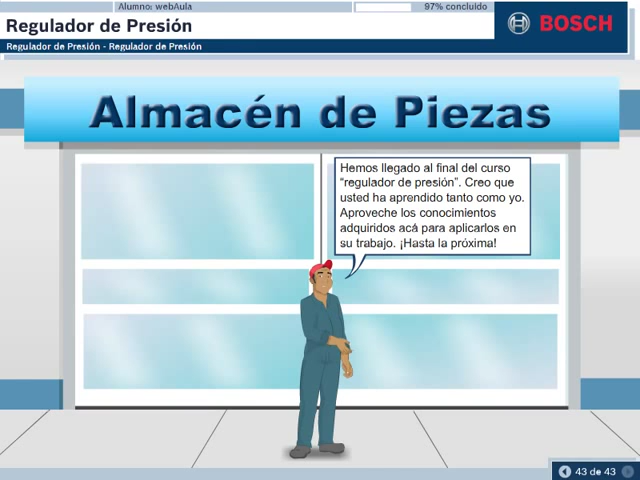 Alumno: webAula
97% concluido
Regulador de Presión
BOSCH
Regulador de Presión - Regulador de Presión
Almacén de Piezas
Hemos llegado al final del curso
“regulador de presión”. Creo que
usted ha aprendido tanto como yo.
Aproveche los conocimientos
adquiridos acá para aplicarlos en
su trabajo. ¡Hasta la próxima!
43 de 43